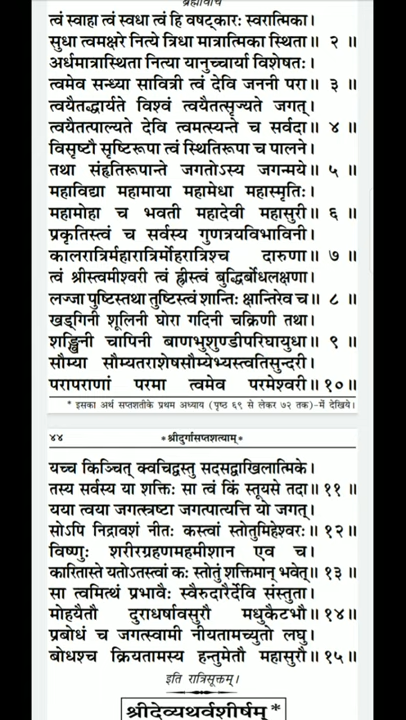 ब्रह्मोवाच
त्वं स्वाहा त्वं स्वधा त्वं हि वषट्कारः स्वरात्मिका।
सुधा त्वमक्षरे नित्ये त्रिधा मात्रात्मिका स्थिता॥ २ ॥
अर्धमात्रास्थिता नित्या यानुच्चार्या विशेषतः।
त्वमेव सन्ध्या सावित्री त्वं देवि जननी परा॥ ३ ॥
त्वयैतद्धार्यते विश्वं त्वयैतत्सृज्यते जगत्।
त्वयैतत्पाल्यते देवि त्वमत्स्यन्ते च सर्वदा॥ ४ ॥
विसृष्टौ सृष्टिरूपा त्वं स्थितिरूपा च पालने।
तथा संहृतिरूपान्ते जगतोऽस्य जगन्मये॥ ५ ॥
महाविद्या महामाया महामेधा महास्मृतिः।
महामोहा च भवती महादेवी महासुरी॥ ६ ॥
प्रकृतिस्त्वं च सर्वस्य गुणत्रयविभाविनी।
कालरात्रिर्महारात्रिर्मोहरात्रिश्च दारुणा॥ ७ ॥
त्वं श्रीस्त्वमीश्वरी त्वं ह्रीस्त्वं बुद्धिर्बोधलक्षणा।
लज्जा पुष्टिस्तथा तुष्टिस्त्वं शान्तिः क्षान्तिरेव च॥ ८ ॥
खड्गिनी शूलिनी घोरा गदिनी चक्रिणी तथा।
शङ्खिनी चापिनी बाणभुशुण्डीपरिघायुधा॥ ९ ॥
सौम्या सौम्यतराशेषसौम्येभ्यस्त्वतिसुन्दरी।
परापराणां परमा त्वमेव परमेश्वरी॥ १०॥
* इसका अर्थ सप्तशतीके प्रथम अध्याय (पृष्ठ ६९ से लेकर ७२ तक)-में देखिये।
४४ *श्रीदुर्गासप्तशत्याम्*
यच्च किञ्चित् क्वचिद्वस्तु सदसद्वाखिलात्मिके।
तस्य सर्वस्य या शक्तिः सा त्वं किं स्तूयसे तदा॥ ११ ॥
यया त्वया जगत्स्रष्टा जगत्पात्यत्ति यो जगत्।
सोऽपि निद्रावशं नीतः कस्त्वां स्तोतुमिहेश्वरः॥ १२ ॥
विष्णुः शरीरग्रहणमहमीशान एव च।
कारितास्ते यतोऽतस्त्वां कः स्तोतुं शक्तिमान् भवेत्॥ १३ ॥
सा त्वमित्थं प्रभावैः स्वैरुदारैर्देवि संस्तुता।
मोहयैतौ दुराधर्षावसुरौ मधुकैटभौ॥ १४॥
प्रबोधं च जगत्स्वामी नीयतामच्युतो लघु।
बोधश्च क्रियतामस्य हन्तुमेतौ महासुरौ॥ १५॥
इति रात्रिसूक्तम्।
श्रीदेव्यथर्वशीर्षम्*